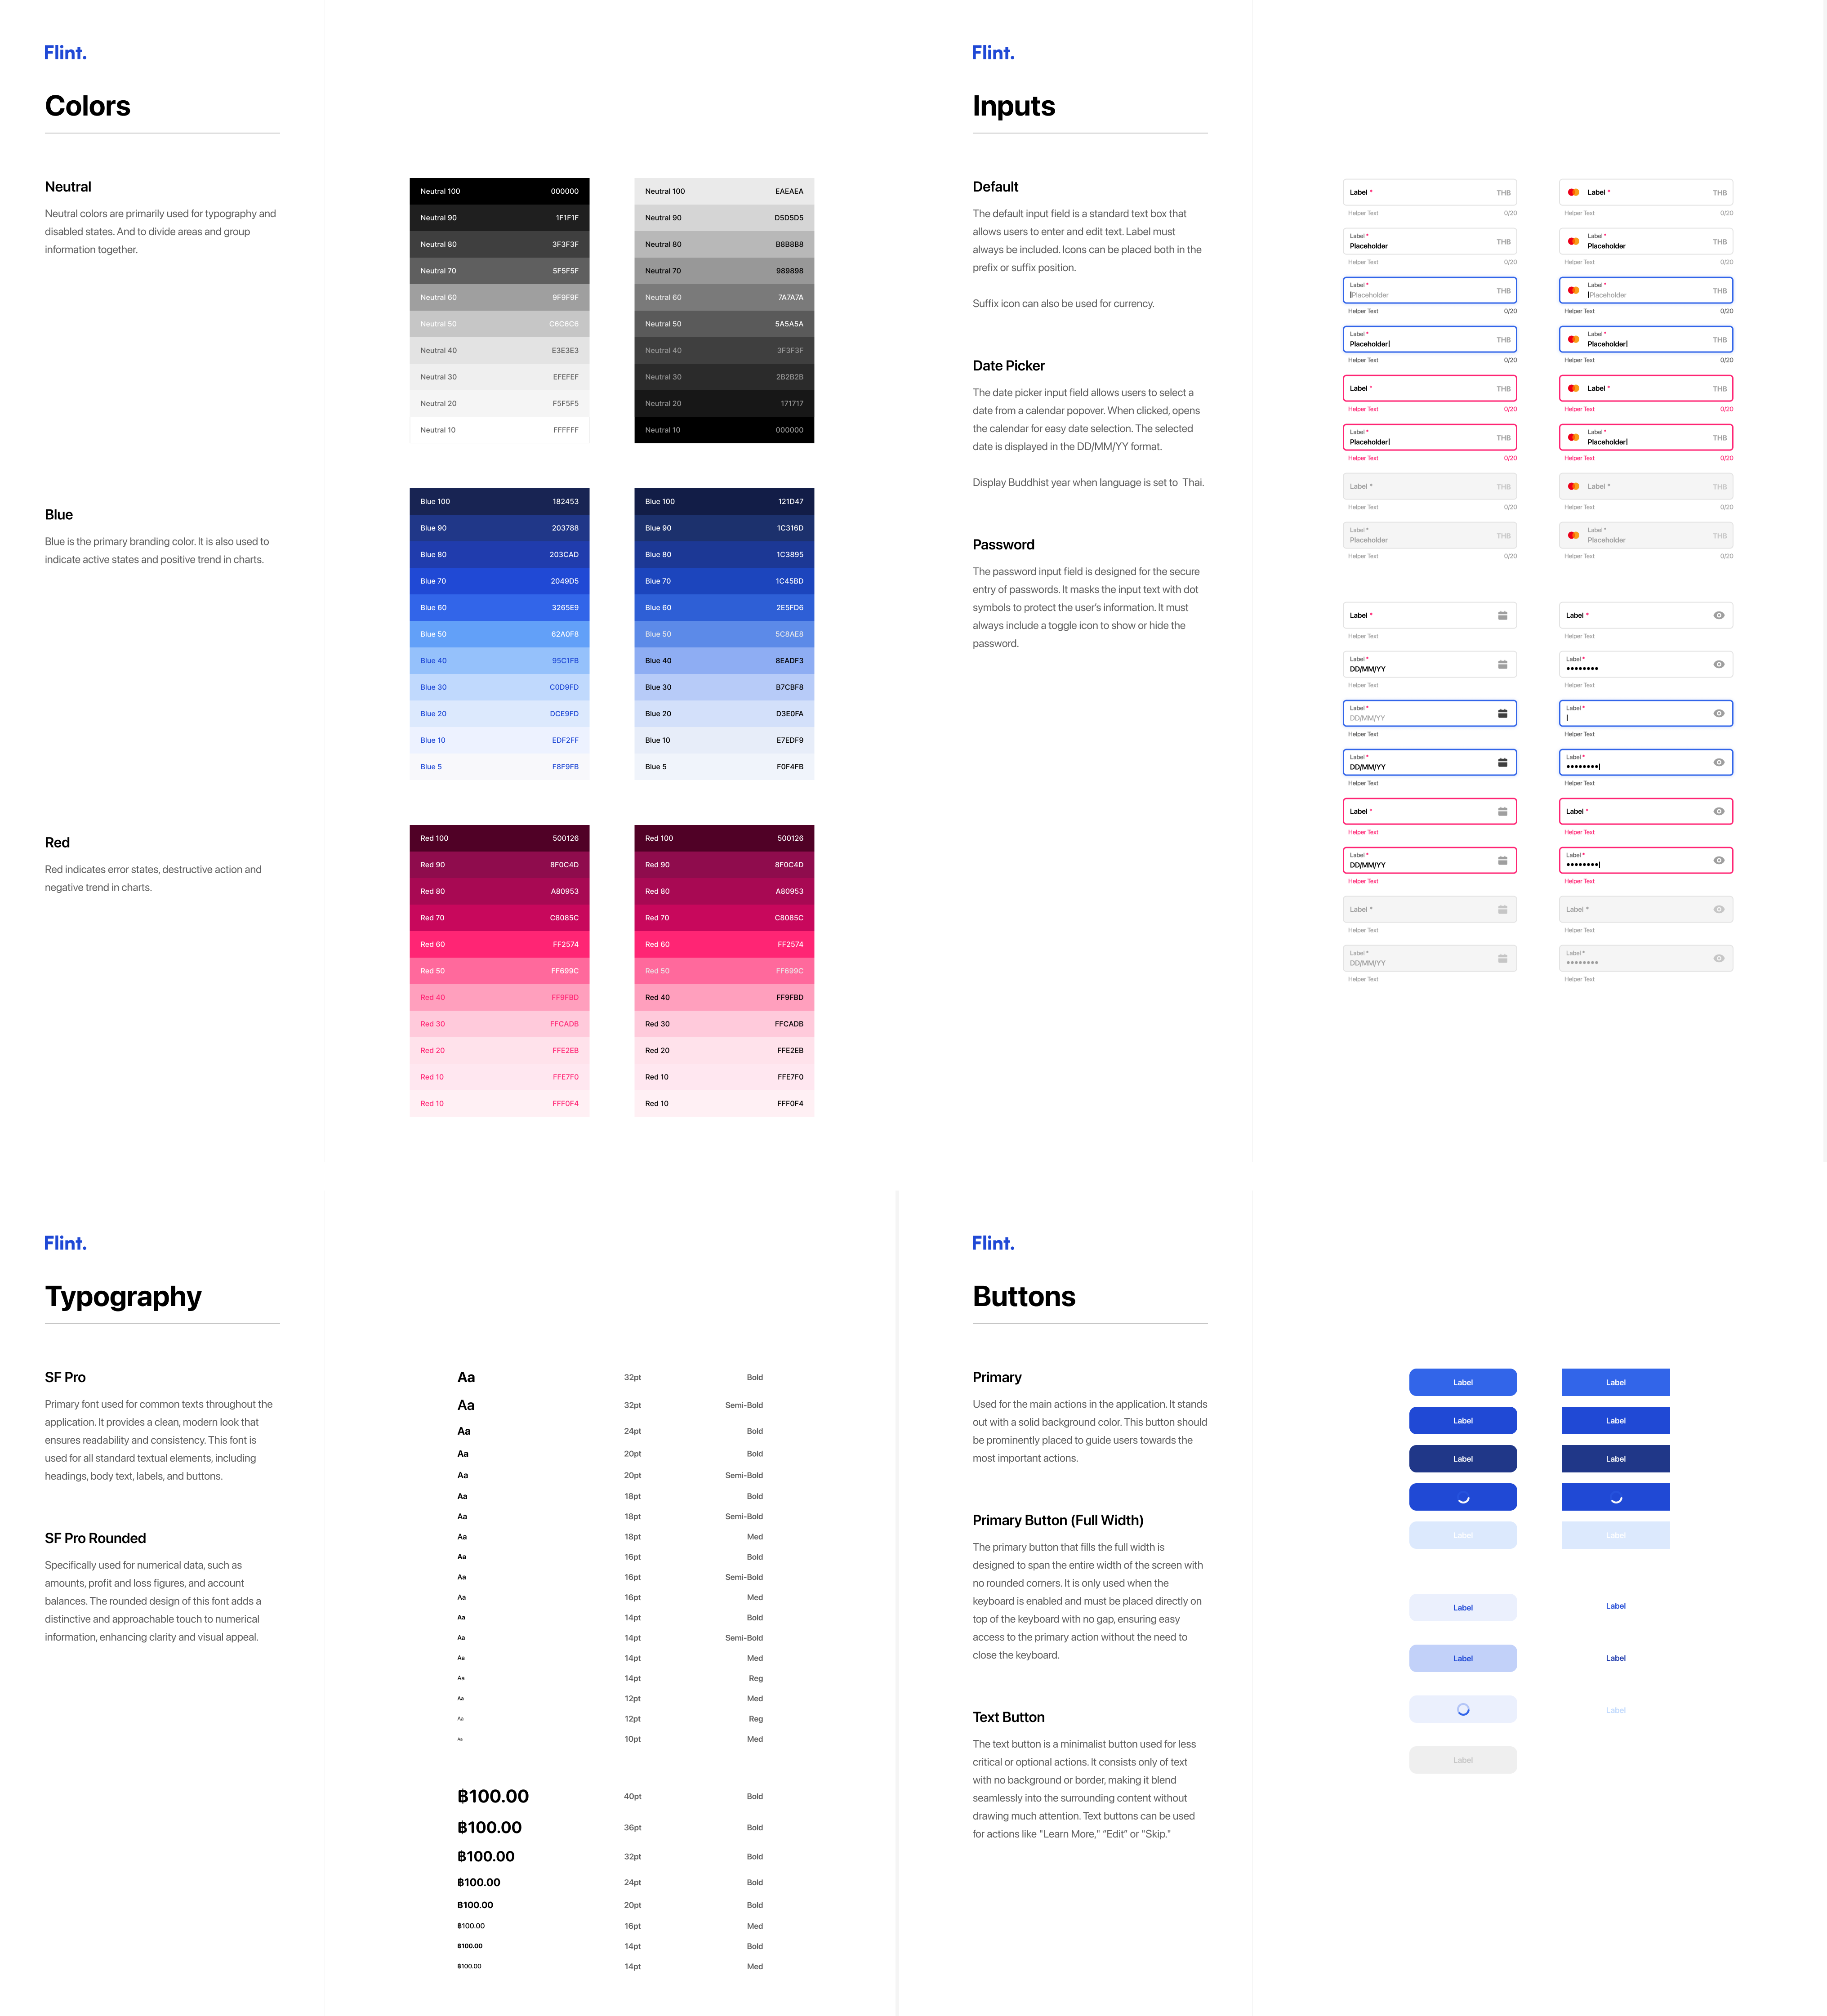 Flint.
Colors
Neutral
Neutral colors are primarily used for typography and
disabled states. And to divide areas and group
information together.
Neutral 100 000000
Neutral 90 1F1F1F
Neutral 80 3F3F3F
Neutral 70 5F5F5F
Neutral 60 9F9F9F
Neutral 50 C6C6C6
Neutral 40 E3E3E3
Neutral 30 EFEFEF
Neutral 20 F5F5F5
Neutral 10 FFFFFF
Neutral 100 EAEAEA
Neutral 90 D5D5D5
Neutral 80 B8B8B8
Neutral 70 989898
Neutral 60 7A7A7A
Neutral 50 5A5A5A
Neutral 40 3F3F3F
Neutral 30 2B2B2B
Neutral 20 171717
Neutral 10 000000
Blue
Blue is the primary branding color. It is also used to
indicate active states and positive trend in charts.
Blue 100 182453
Blue 90 203788
Blue 80 203CAD
Blue 70 2049D5
Blue 60 3265E9
Blue 50 62A0F8
Blue 40 95C1FB
Blue 30 C0D9FD
Blue 20 DCE9FD
Blue 10 EDF2FF
Blue 5 F8F9FB
Blue 100 121D47
Blue 90 1C316D
Blue 80 1C3895
Blue 70 1C45BD
Blue 60 2E5FD6
Blue 50 5C8AE8
Blue 40 8EADF3
Blue 30 B7CBF8
Blue 20 D3E0FA
Blue 10 E7EDF9
Blue 5 F0F4FB
Red
Red indicates error states, destructive action and
negative trend in charts.
Red 100 500126
Red 90 8F0C4D
Red 80 A80953
Red 70 C8085C
Red 60 FF2574
Red 50 FF699C
Red 40 FF9FBD
Red 30 FFCADB
Red 20 FFE2EB
Red 10 FFE7F0
Red 10 FFF0F4
Red 100 500126
Red 90 8F0C4D
Red 80 A80953
Red 70 C8085C
Red 60 FF2574
Red 50 FF699C
Red 40 FF9FBD
Red 30 FFCADB
Red 20 FFE2EB
Red 10 FFE7F0
Red 10 FFF0F4
Flint.
Inputs
Default
The default input field is a standard text box that
allows users to enter and edit text. Label must
always be included. Icons can be placed both in the
prefix or suffix position.
Suffix icon can also be used for currency.
Date Picker
The date picker input field allows users to select a
date from a calendar popover. When clicked, opens
the calendar for easy date selection. The selected
date is displayed in the DD/MM/YY format.
Display Buddhist year when language is set to Thai.
Password
The password input field is designed for the secure
entry of passwords. It masks the input text with dot
symbols to protect the user's information. It must
always include a toggle icon to show or hide the
password.
Label * THB
Helper Text 0/20
Label *
Placeholder THB
Helper Text 0/20
Label *
Placeholder THB
Helper Text 0/20
Label *
Placeholder THB
Helper Text 0/20
Label * THB
Helper Text 0/20
Label *
Placeholder THB
Helper Text 0/20
Label * THB
Helper Text 0/20
Label *
Placeholder THB
Helper Text 0/20
Label * THB
Helper Text 0/20
Label *
Placeholder THB
Helper Text 0/20
Label *
Placeholder THB
Helper Text 0/20
Label *
Placeholder THB
Helper Text 0/20
Label * THB
Helper Text 0/20
Label *
Placeholder THB
Helper Text 0/20
Label * THB
Helper Text 0/20
Label *
Placeholder THB
Helper Text 0/20
Label *
Helper Text
Label *
DD/MM/YY
Helper Text
Label *
DD/MM/YY
Helper Text
Label *
DD/MM/YY
Helper Text
Label *
Helper Text
Label *
DD/MM/YY
Helper Text
Label *
Helper Text
Label *
DD/MM/YY
Helper Text
Label *
Helper Text
Label *
••••••••
Helper Text
Label *
Helper Text
Label *
••••••••
Helper Text
Label *
Helper Text
Label *
••••••••
Helper Text
Label *
Helper Text
Label *
••••••••
Helper Text
Flint.
Typography
SF Pro
Primary font used for common texts throughout the
application. It provides a clean, modern look that
ensures readability and consistency. This font is
used for all standard textual elements, including
headings, body text, labels, and buttons.
SF Pro Rounded
Specifically used for numerical data, such as
amounts, profit and loss figures, and account
balances. The rounded design of this font adds a
distinctive and approachable touch to numerical
information, enhancing clarity and visual appeal.
Aa 32pt Bold
Aa 32pt Semi-Bold
Aa 24pt Bold
Aa 20pt Bold
Aa 20pt Semi-Bold
Aa 18pt Bold
Aa 18pt Semi-Bold
Aa 18pt Med
Aa 16pt Bold
Aa 16pt Semi-Bold
Aa 16pt Med
Aa 14pt Bold
Aa 14pt Semi-Bold
Aa 14pt Med
Aa 14pt Reg
Aa 12pt Med
Aa 12pt Reg
Aa 10pt Med
฿100.00 40pt Bold
฿100.00 36pt Bold
฿100.00 32pt Bold
฿100.00 24pt Bold
฿100.00 20pt Bold
฿100.00 16pt Med
฿100.00 14pt Bold
฿100.00 14pt Med
Flint.
Buttons
Primary
Used for the main actions in the application. It stands
out with a solid background color. This button should
be prominently placed to guide users towards the
most important actions.
Primary Button (Full Width)
The primary button that fills the full width is
designed to span the entire width of the screen with
no rounded corners. It is only used when the
keyboard is enabled and must be placed directly on
top of the keyboard with no gap, ensuring easy
access to the primary action without the need to
close the keyboard.
Text Button
The text button is a minimalist button used for less
critical or optional actions. It consists only of text
with no background or border, making it blend
seamlessly into the surrounding content without
drawing much attention. Text buttons can be used
for actions like "Learn More," "Edit" or "Skip."
Label Label
Label Label
Label Label
Label Label
Label Label
Label Label
Label
Label